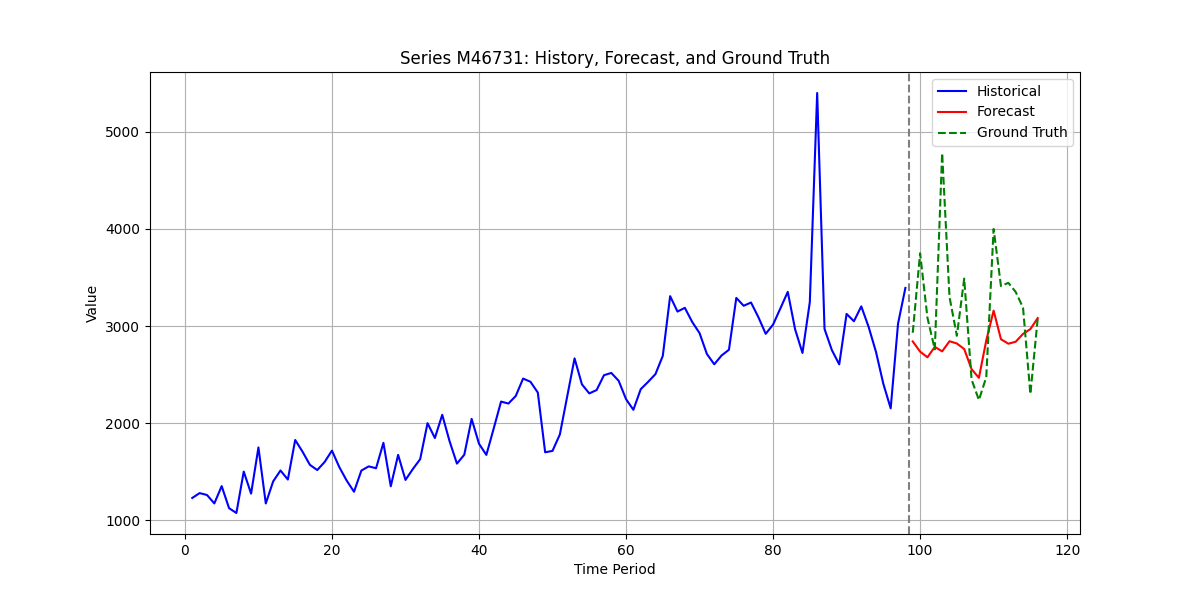 Series M46731: History, Forecast, and Ground Truth
Historical
Forecast
Ground Truth
5000
4000
3000
2000
1000
Value
0 20 40 60 80 100 120
Time Period